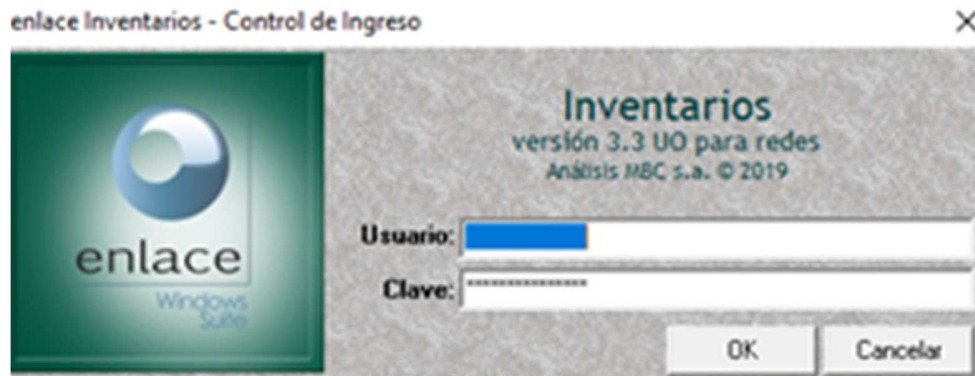 enlace Inventarios - Control de Ingreso
Inventarios
versión 3.3 UO para redes
Análisis MBC s.a. © 2019
enlace
Windows
Suite
Usuario:
Clave: ---------------
OK Cancelar